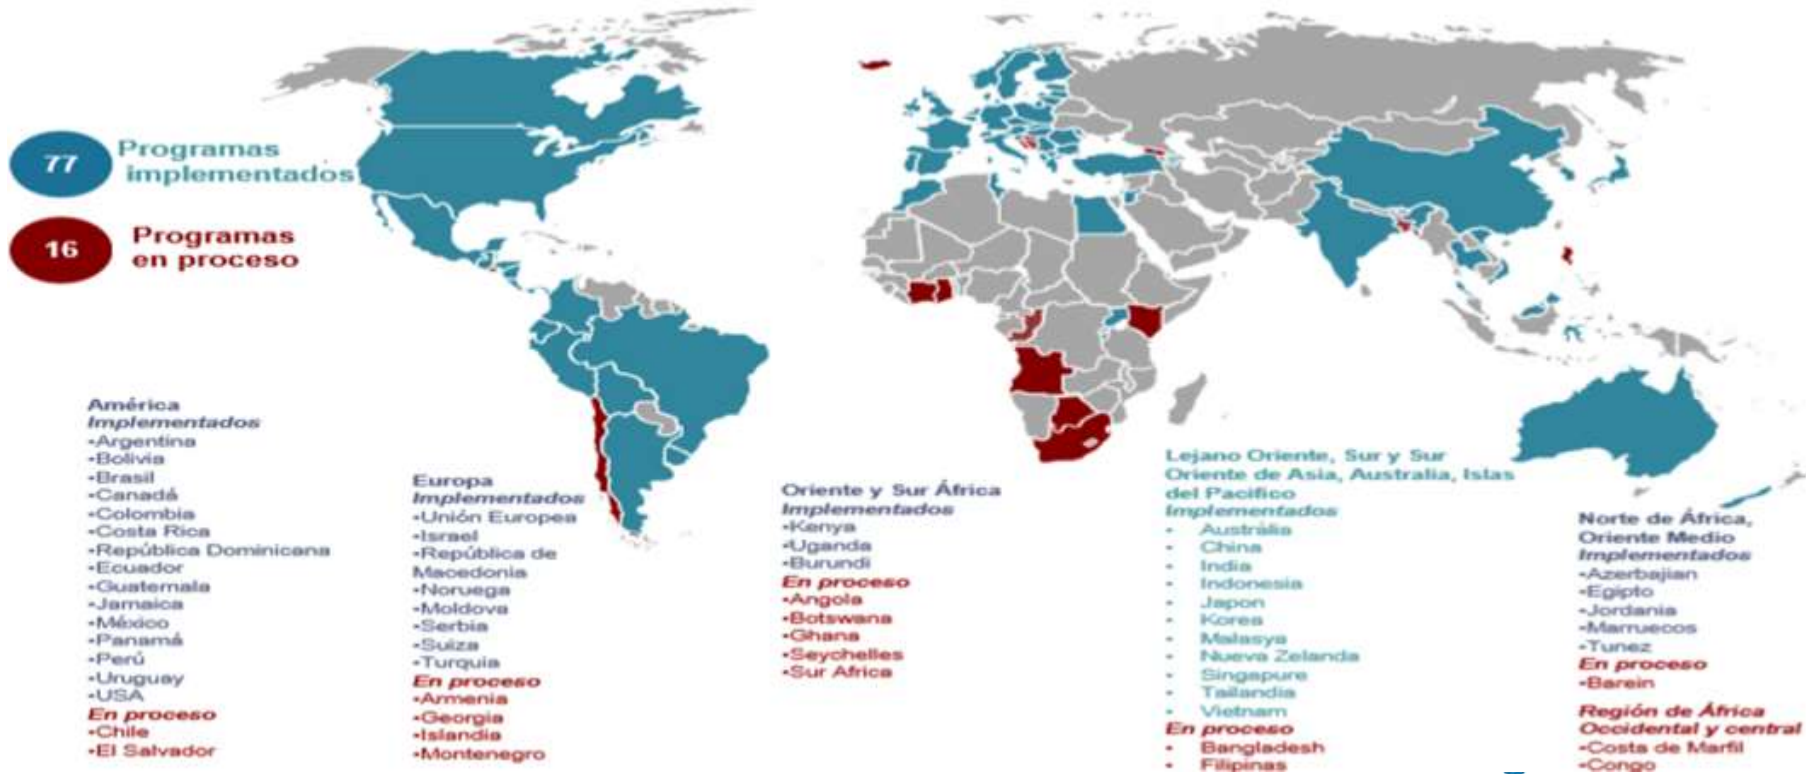 77
Programas
implementados
16
Programas
en proceso
América
Implementados
-Argentina
-Bolivia
-Brasil
-Canadá
-Colombia
-Costa Rica
-República Dominicana
-Ecuador
-Guatemala
-Jamaica
-México
-Panamá
-Perú
-Uruguay
-USA
En proceso
-Chile
-El Salvador
Europa
Implementados
-Unión Europea
-Israel
-República de
Macedonia
-Noruega
-Moldova
-Serbia
-Suiza
-Turquia
En proceso
-Armenia
-Georgia
-Islandia
-Montenegro
Oriente y Sur África
Implementados
-Kenya
-Uganda
-Burundi
En proceso
-Angola
-Botswana
-Ghana
-Seychelles
-Sur Africa
Lejano Oriente, Sur y Sur
Oriente de Asia, Australia, Islas
del Pacifico
Implementados
- Austrália
- China
- India
- Indonesia
- Japon
- Korea
- Malasya
- Nueva Zelanda
- Singapure
- Tailandia
- Vietnam
En proceso
- Bangladesh
- Filipinas
Norte de África,
Oriente Medio
Implementados
-Azerbajian
-Egipto
-Jordania
-Marruecos
-Tunez
En proceso
-Barein
Región de África
Occidental y central
-Costa de Marfil
-Congo